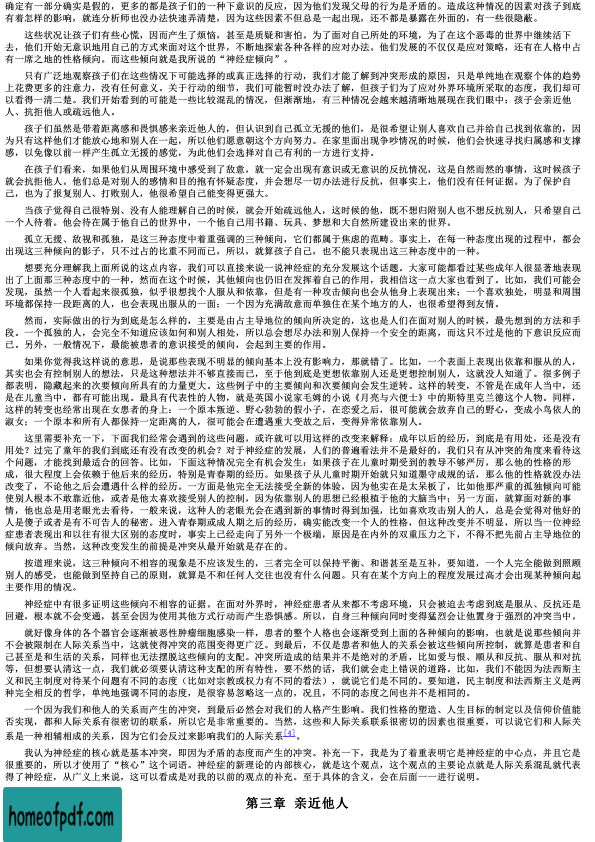 确定有一部分确实是假的，更多的都是孩子们的一种下意识的反应，因为他们发现父母的行为是矛盾的。造成这种情况的因素对孩子到底
有着怎样的影响，就连分析师也没办法快速弄清楚，因为这些因素不但总是一起出现，还不都是暴露在外面的，有一些很隐蔽。
这些状况让孩子们有些心慌，因而产生了烦恼，甚至是质疑和害怕。为了面对自己所处的环境，为了在这个恶毒的世界中继续活下
去，他们开始无意识地用自己的方式来面对这个世界，不断地探索各种各样的应对办法。他们发展的不仅仅是应对策略，还有在人格中占
有一席之地的性格倾向。而这些倾向就是我所说的“神经症倾向”。
只有广泛地观察孩子们在这些情况下可能选择的或真正选择的行动，我们才能了解到冲突形成的原因，只是单纯地在观察个体的趋势
上花费更多的注意力，没有任何意义。关于行动的细节，我们可能暂时没办法了解，但孩子们为了应对外界环境所采取的态度，我们却可
以看得一清二楚。我们开始看到的可能是一些比较混乱的情况，但渐渐地，有三种情况会越来越清晰地展现在我们眼中：孩子会亲近他
人、抗拒他人或疏远他人。
孩子们虽然是带着距离感和畏惧感来亲近他人的，但认识到自己孤立无援的他们，是很希望让别人喜欢自己并给自己找到依靠的，因
为只有这样他们才能放心地和别人在一起，所以他们愿意朝这个方向努力。在家里面出现争吵情况的时候，他们会快速寻找归属感和支撑
感，以免像以前一样产生孤立无援的感觉，为此他们会选择对自己有利的一方进行支持。
在孩子们看来，如果他们从周围环境中感受到了敌意，就一定会出现有意识或无意识的反抗情况，这是自然而然的事情，这时候孩子
就会抗拒他人。他们总是对别人的感情和目的抱有怀疑态度，并会想尽一切办法进行反抗，但事实上，他们没有任何证据。为了保护自
己，也为了报复别人、打败别人，他很希望自己能变得更强大。
当孩子觉得自己很特别、没有人能理解自己的时候，就会开始疏远他人，这时候的他，既不想归附别人也不想反抗别人，只希望自己
一个人待着。他会待在属于他自己的世界中，一个他自己用书籍、玩具、梦想和大自然所建设出来的世界。
孤立无援、敌视和孤独，是这三种态度中着重强调的三种倾向，它们都属于焦虑的范畴。事实上，在每一种态度出现的过程中，都会
出现这三种倾向的影子，只不过占的比重不同而已，所以，就算孩子自己，也不能只表现出这三种态度中的一种。
想要充分理解我上面所说的这点内容，我们可以直接来说一说神经症的充分发展这个话题。大家可能都看过某些成年人很显著地表现
出了上面那三种态度中的一种，然而在这个时候，其他倾向也仍旧在发挥着自己的作用，我相信这一点大家也看到了。比如，我们可能会
发现，虽然一个人看起来很孤独，似乎很想找个人服从和依靠，但是有一种攻击倾向也会从他身上表现出来；一个喜欢独处，明显和周围
环境都保持一段距离的人，也会表现出服从的一面；一个因为充满敌意而单独住在某个地方的人，也很希望得到友情。
然而，实际做出的行为到底是怎么样的，主要是由占主导地位的倾向所决定的，这也是人们在面对别人的时候，最先想到的方法和手
段。一个孤独的人，会完全不知道应该如何和别人相处，所以总会想尽办法和别人保持一个安全的距离，而这只不过是他的下意识反应而
已。另外，一般情况下，最能被患者的意识接受的倾向，会起到主要的作用。
如果你觉得我这样说的意思，是说那些表现不明显的倾向基本上没有影响力，那就错了。比如，一个表面上表现出依靠和服从的人，
其实也会有控制别人的想法，只是这种想法并不够直接而已，至于他到底是更想依靠别人还是更想控制别人，这就没人知道了。很多例子
都表明，隐藏起来的次要倾向所具有的力量更大。这些例子中的主要倾向和次要倾向会发生逆转。这样的转变，不管是在成年人当中，还
是在儿童当中，都有可能出现。最具有代表性的人物，就是英国小说家毛姆的小说《月亮与六便士》中的斯特里克兰德这个人物。同样，
这样的转变也经常出现在女患者的身上：一个原本叛逆、野心勃勃的假小子，在恋爱之后，很可能就会放弃自己的野心，变成小鸟依人的
淑女；一个原本和所有人都保持一定距离的人，很可能会在遭遇重大变故之后，变得异常依靠别人。
这里需要补充一下，下面我们经常会遇到的这些问题，或许就可以用这样的改变来解释：成年以后的经历，到底是有用处，还是没有
用处？过完了童年的我们到底还有没有改变的机会？对于神经症的发展，人们的普遍看法并不是最好的，我们只有从冲突的角度来看待这
个问题，才能找到最适合的回答。比如，下面这种情况完全有机会发生：如果孩子在儿童时期受到的教导不够严厉，那么他的性格的形
成，很大程度上会依赖于他后来的经历，特别是青春期的经历。如果孩子从儿童时期开始就只知道墨守成规的话，那么他的性格就没办法
改变了，不论他之后会遭遇什么样的经历。一方面是他完全无法接受全新的体验，因为他实在是太呆板了，比如他那严重的孤独倾向可能
使别人根本不敢靠近他，或者是他太喜欢接受别人的控制，因为依靠别人的思想已经根植于他的大脑当中；另一方面，就算面对新的事
情，他也总是用老眼光去看待，一般来说，这种人的老眼光会在遇到新的事情时得到加强，比如喜欢攻击别人的人，总是会觉得对他好的
人是傻子或者是有不可告人的秘密。进入青春期或成人期之后的经历，确实能改变一个人的性格，但这种改变并不明显，所以当一位神经
症患者表现出和以往有很大区别的态度时，事实上已经走向了另外一个极端，原因是在内外的双重压力之下，不得不把先前占主导地位的
倾向放弃。当然，这种改变发生的前提是冲突从最开始就是存在的。
按道理来说，这三种倾向不相容的现象是不应该发生的，三者完全可以保持平衡、和谐甚至是互补，要知道，一个人完全能做到照顾
别人的感受，也能做到坚持自己的原则，就算是不和任何人交往也没有什么问题。只有在某个方向上的程度发展过高才会出现某种倾向起
主要作用的情况。
神经症中有很多证明这些倾向不相容的证据。在面对外界时，神经症患者从来都不考虑环境，只会被迫去考虑到底是服从、反抗还是
回避，根本就不会变通，甚至会因为使用其他方式行动而产生恐惧感。所以，自身三种倾向同时变得猛烈会让他置身于强烈的冲突当中。
就好像身体的各个器官会逐渐被恶性肿瘤细胞感染一样，患者的整个人格也会逐渐受到上面的各种倾向的影响，也就是说那些倾向并
不会被限制在人际关系当中，这就使得冲突的范围变得更广泛。到最后，不仅是患者和他人的关系会被这些倾向所控制，就算是患者和自
己甚至是和生活的关系，同样也无法摆脱这些倾向的支配。冲突所造成的结果并不是绝对的矛盾，比如爱与恨、顺从和反抗、服从和对抗
等，但想要认清这一点，我们就必须要认清这种支配的所有特性，要不然的话，我们就会走上错误的道路。比如，我们不能因为法西斯主
义和民主制度对待某个问题有不同的态度（比如对宗教或权力有不同的看法），就说它们是不同的。要知道，民主制度和法西斯主义是两
种完全相反的哲学，单纯地强调不同的态度，是很容易忽略这一点的，况且，不同的态度之间也并不是相同的。
一个因为我们和他人的关系而产生的冲突，到最后必然会对我们的人格产生影响。我们性格的塑造、人生目标的制定以及信仰价值能
否实现，都和人际关系有很密切的联系，所以它是非常重要的。当然，这些和人际关系联系很密切的因素也很重要，可以说它们和人际关
系是一种相辅相成的关系，因为它们会反过来影响我们的人际关系[4]。
我认为神经症的核心就是基本冲突，即因为矛盾的态度而产生的冲突。补充一下，我是为了着重表明它是神经症的中心点，并且它是
很重要的，所以才使用了“核心”这个词语。神经症的新理论的内部核心，就是这个观点，这个观点的主要论点就是人际关系混乱就代表
得了神经症，从广义上来说，这可以看成是对我的以前的观点的补充。至于具体的含义，会在后面一一进行说明。
第三章 亲近他人
homeofpdf.com